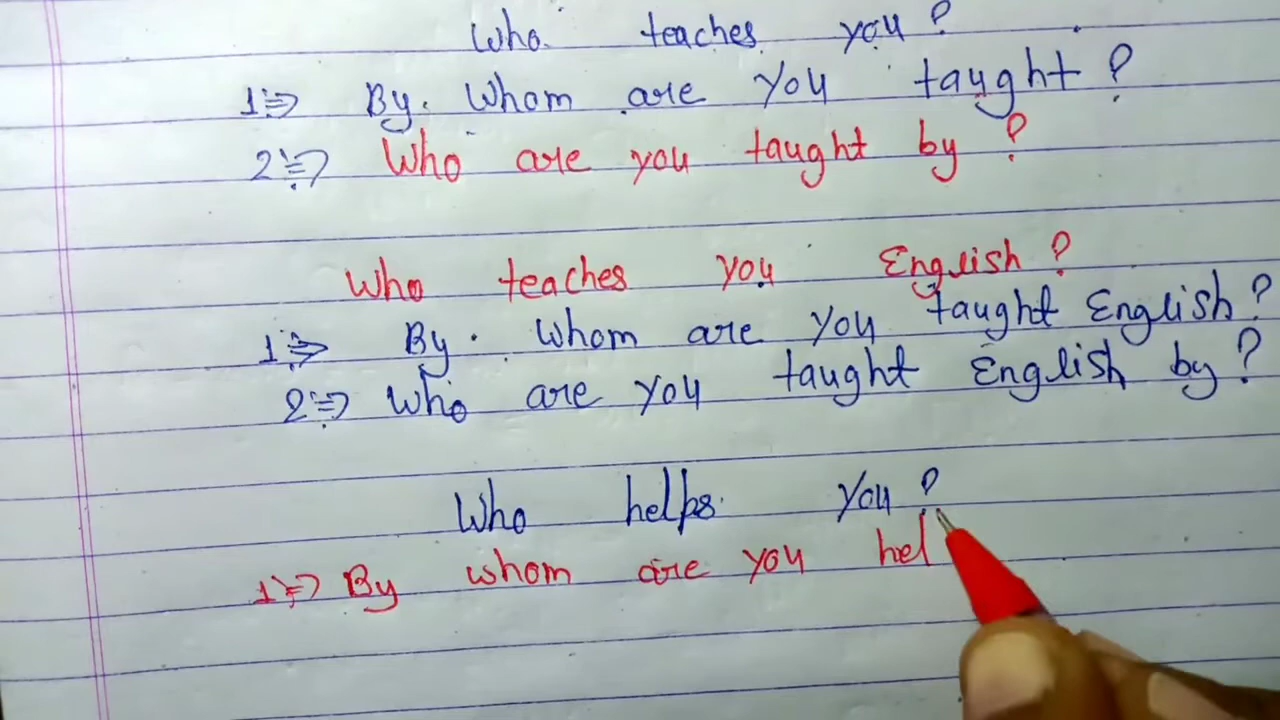 Who teaches you?
1⇒ By whom are you taught?
2⇒ Who are you taught by?
Who teaches you English?
1⇒ By whom are you taught English?
2⇒ Who are you taught English by?
Who helps you?
1⇒ By whom are you hel